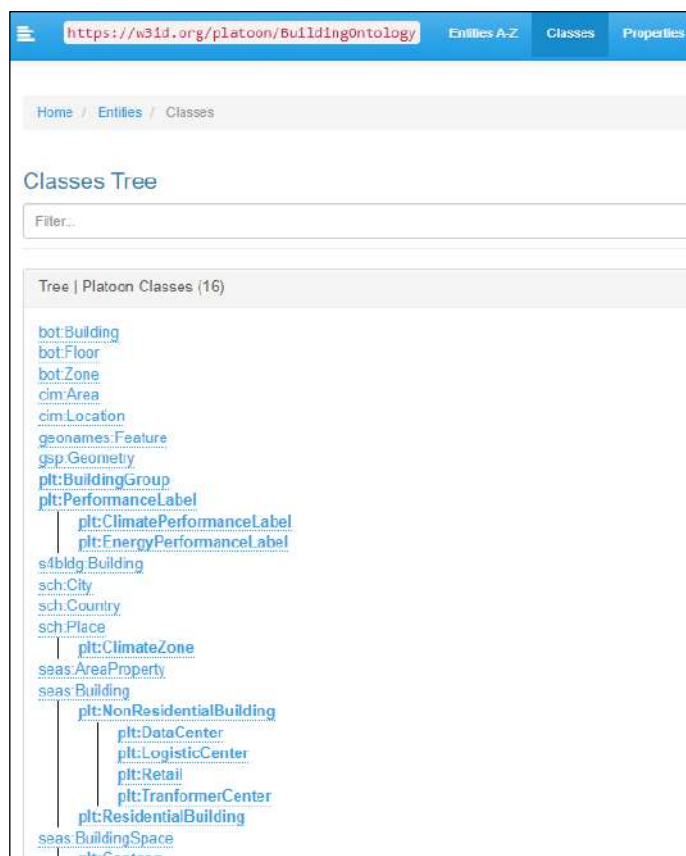 https://w3id.org/platoon/BuildingOntology Entities A-Z Classes Properties
Home / Entities / Classes
Classes Tree
Filter...
Tree | Platoon Classes (16)
bot:Building
bot:Floor
bot:Zone
cim:Area
cim:Location
geonames:Feature
gsp:Geometry
plt:BuildingGroup
plt:PerformanceLabel
plt:ClimatePerformanceLabel
plt:EnergyPerformanceLabel
s4bldg:Building
sch:City
sch:Country
sch:Place
plt:ClimateZone
seas:AreaProperty
seas:Building
plt:NonResidentialBuilding
plt:DataCenter
plt:LogisticCenter
plt:Retail
plt:TranformerCenter
plt:ResidentialBuilding
seas:BuildingSpace